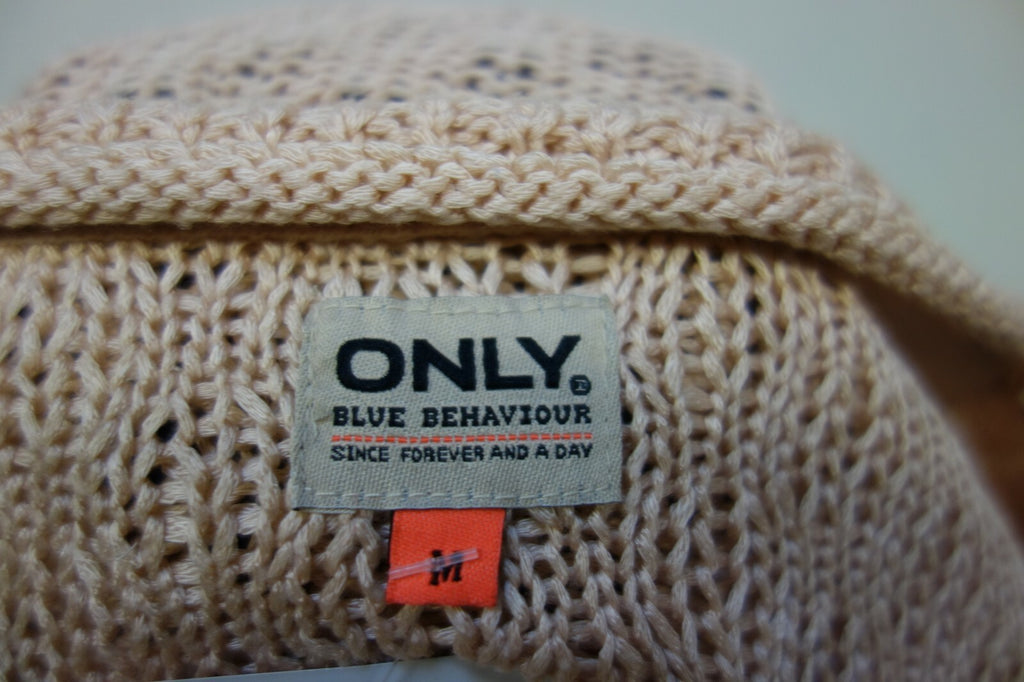 ONLY®
BLUE BEHAVIOUR
SINCE FOREVER AND A DAY
M